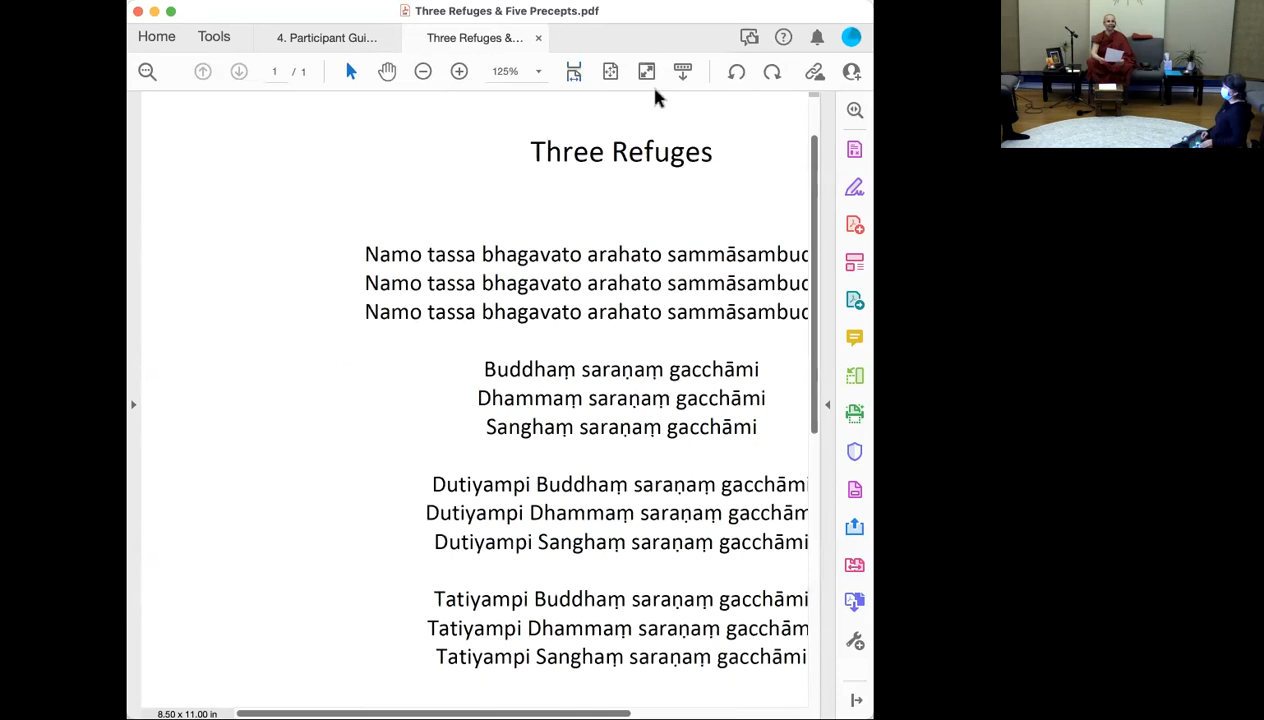 Three Refuges & Five Precepts.pdf
Home Tools 4. Participant Gui... Three Refuges &... ×
1 / 1 125%
Three Refuges
Namo tassa bhagavato arahato
Namo tassa bhagavato arahato
Namo tassa bhagavato arahato
Buddhaṃ saraṇaṃ gacchāmi
Dhammaṃ saraṇaṃ gacchāmi
Sanghaṃ saraṇaṃ gacchāmi
Dutiyampi Buddhaṃ saraṇaṃ gacchāmi
Dutiyampi Dhammaṃ saraṇaṃ gacchām
Dutiyampi Sanghaṃ saraṇaṃ gacchāmi
Tatiyampi Buddhaṃ saraṇaṃ gacchāmi
Tatiyampi Dhammaṃ saraṇaṃ gacchām
Tatiyampi Sanghaṃ saraṇaṃ gacchāmi
8.50 x 11.00 in